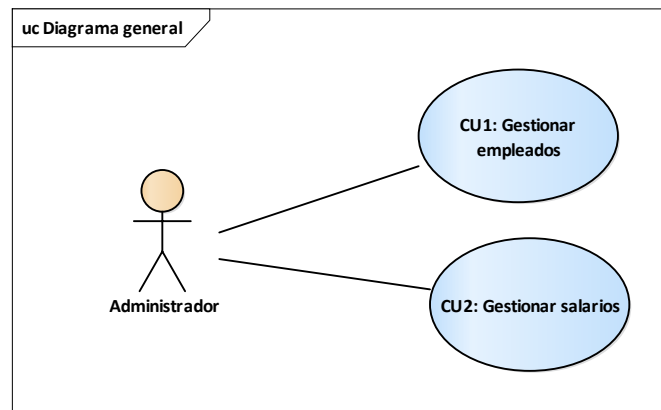 uc Diagrama general
CU1: Gestionar
empleados
Administrador
CU2: Gestionar salarios